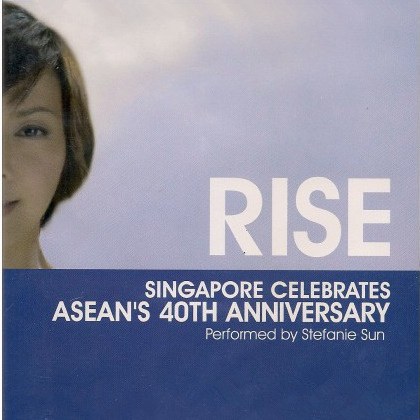 RISE
SINGAPORE CELEBRATES
ASEAN'S 40TH ANNIVERSARY
Performed by Stefanie Sun